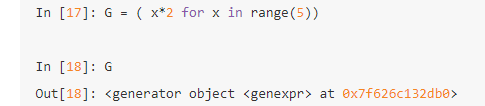 In [17]: G = ( x*2 for x in range(5))
In [18]: G
Out[18]: <generator object <genexpr> at 0x7f626c132db0>